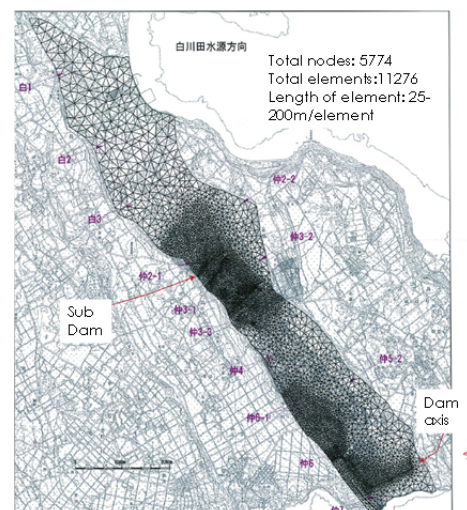 白川田水源方向
Total nodes: 5774
Total elements:11276
Length of element: 25-
200m/element
白1
白2
仲2-2
白3
仲3-2
仲2-1
仲3-1
Sub
Dam
仲3-3
仲5-2
仲4
Dam
axis
仲6-1
仲6